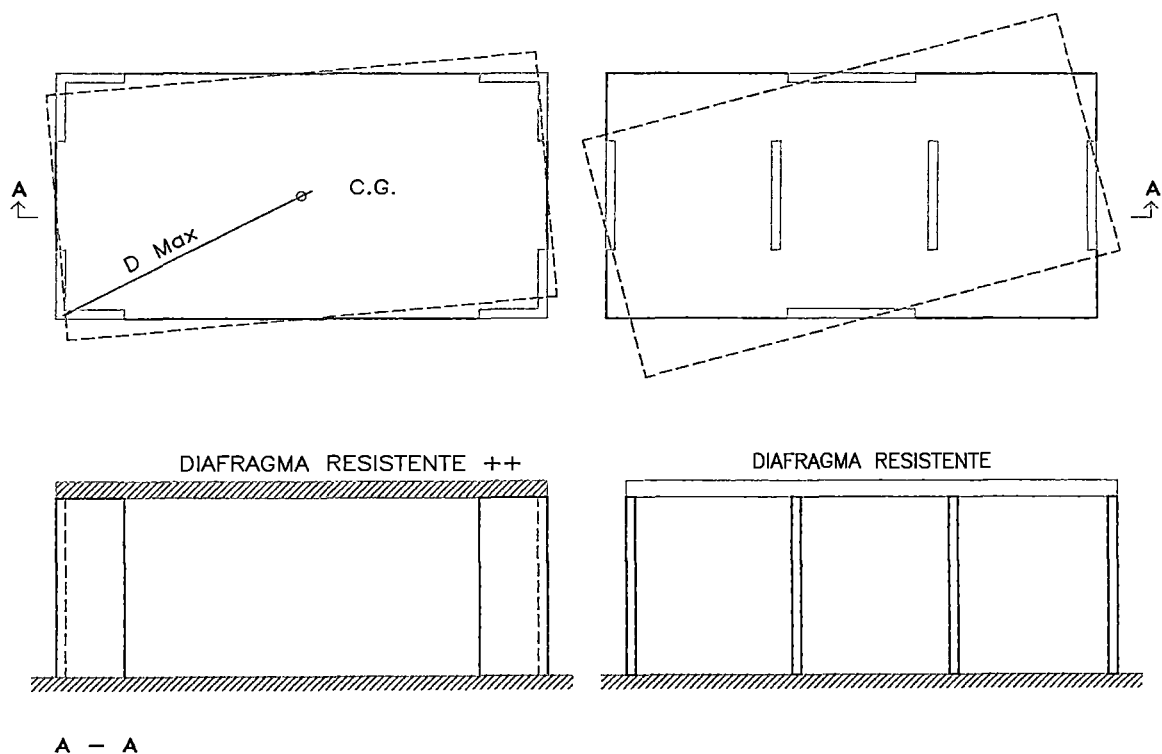 A
C.G.
D Max
A
DIAFRAGMA RESISTENTE ++
DIAFRAGMA RESISTENTE
A – A